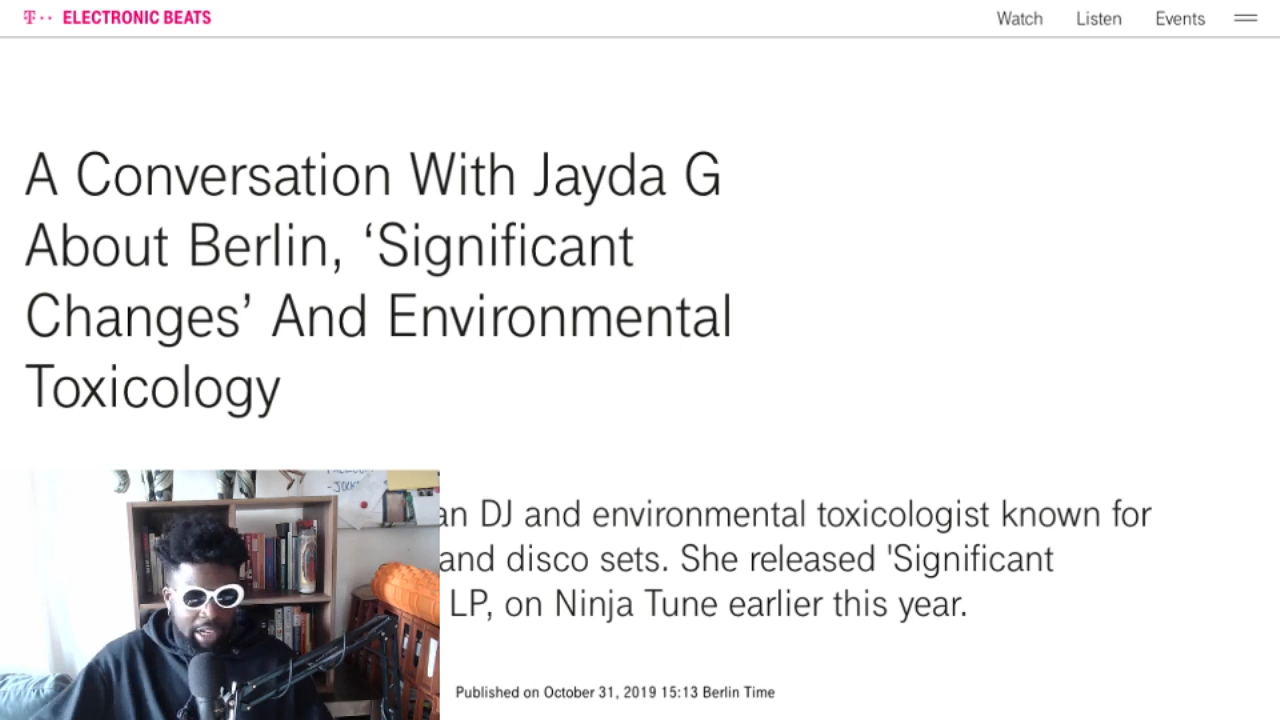 T ELECTRONIC BEATS
Watch Listen Events
A Conversation With Jayda G
About Berlin, ‘Significant
Changes’ And Environmental
Toxicology
an DJ and environmental toxicologist known for
and disco sets. She released 'Significant
LP, on Ninja Tune earlier this year.
Published on October 31, 2019 15:13 Berlin Time